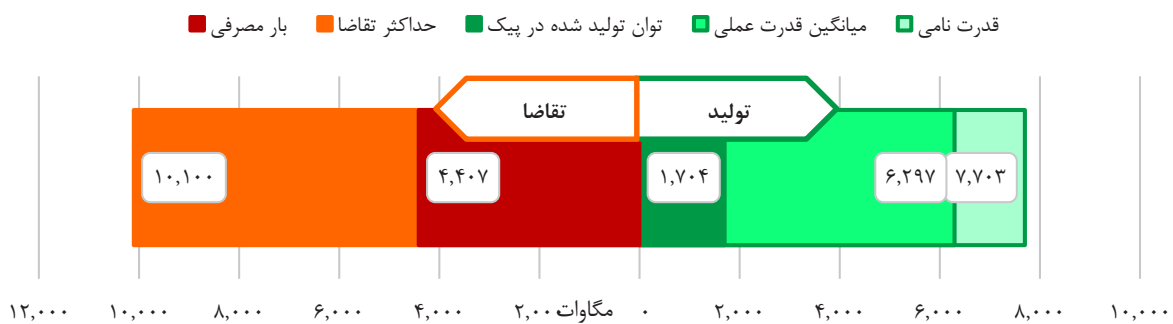 قدرت نامی
میانگین قدرت عملی
توان تولید شده در پیک
حداکثر تقاضا
بار مصرفی
تقاضا
تولید
۱۰,۱۰۰
۴,۴۰۷
۱,۷۰۴
۶,۲۹۷
۷,۷۰۳
۱۲,۰۰۰
۱۰,۰۰۰
۸,۰۰۰
۶,۰۰۰
۴,۰۰۰
۲,۰۰۰
مگاوات
۰
۲,۰۰۰
۴,۰۰۰
۶,۰۰۰
۸,۰۰۰
۱۰,۰۰۰